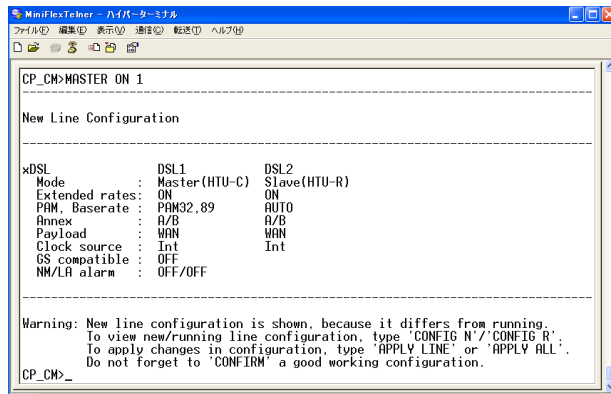 MiniFlexTelner - ハイパーターミナル
ファイル(F) 編集(E) 表示(V) 通信(C) 転送(T) ヘルプ(H)
CP_CM>MASTER ON 1
--------------------------------------------------------------------------------
New Line Configuration
--------------------------------------------------------------------------------
xDSL DSL1 DSL2
Mode : Master(HTU-C) Slave(HTU-R)
Extended rates: ON ON
PAM, Baserate : PAM32,89 AUTO
Annex : A/B A/B
Payload : WAN WAN
Clock source : Int Int
GS compatible : OFF
NM/LA alarm : OFF/OFF
--------------------------------------------------------------------------------
Warning: New line configuration is shown, because it differs from running.
To view new/running line configuration, type 'CONFIG N'/'CONFIG R'.
To apply changes in configuration, type 'APPLY LINE' or 'APPLY ALL'.
Do not forget to 'CONFIRM' a good working configuration.
CP_CM>_